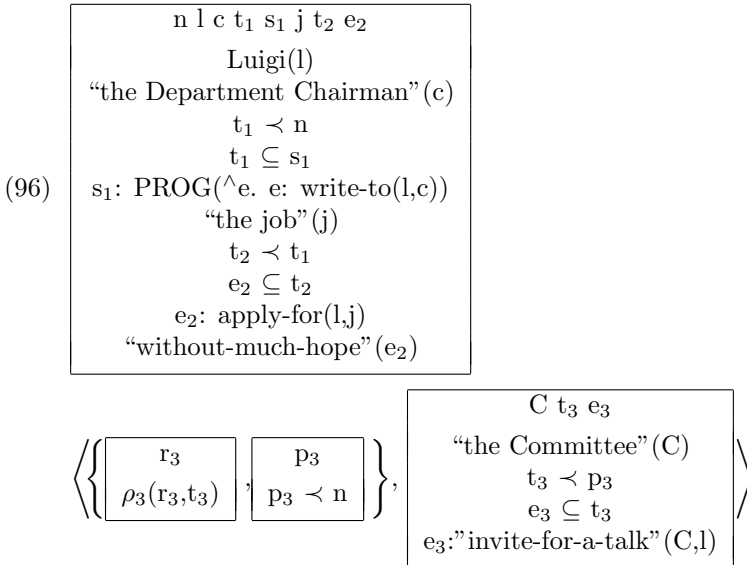 n l c t₁ s₁ j t₂ e₂
Luigi(l)
“the Department Chairman”(c)
t₁ ≺ n
t₁ ⊆ s₁
(96) s₁: PROG(^e. e: write-to(l,c))
“the job”(j)
t₂ ≺ t₁
e₂ ⊆ t₂
e₂: apply-for(l,j)
“without-much-hope”(e₂)
C t₃ e₃
r₃ p₃ “the Committee”(C)
⟨{ , }, t₃ ≺ p₃ ⟩
ρ₃(r₃,t₃) p₃ ≺ n e₃ ⊆ t₃
e₃:”invite-for-a-talk”(C,l)